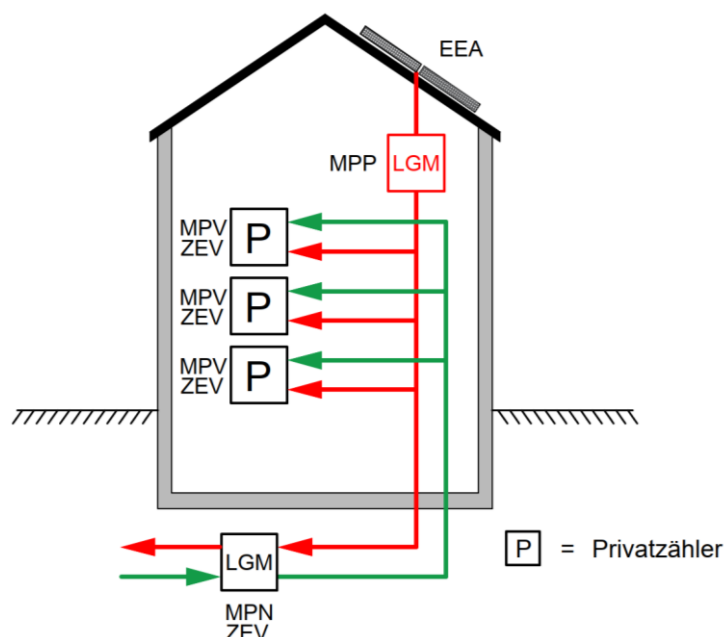 EEA
MPP
LGM
MPV
ZEV
P
MPV
ZEV
P
MPV
ZEV
P
LGM
MPN
ZEV
P = Privatzähler